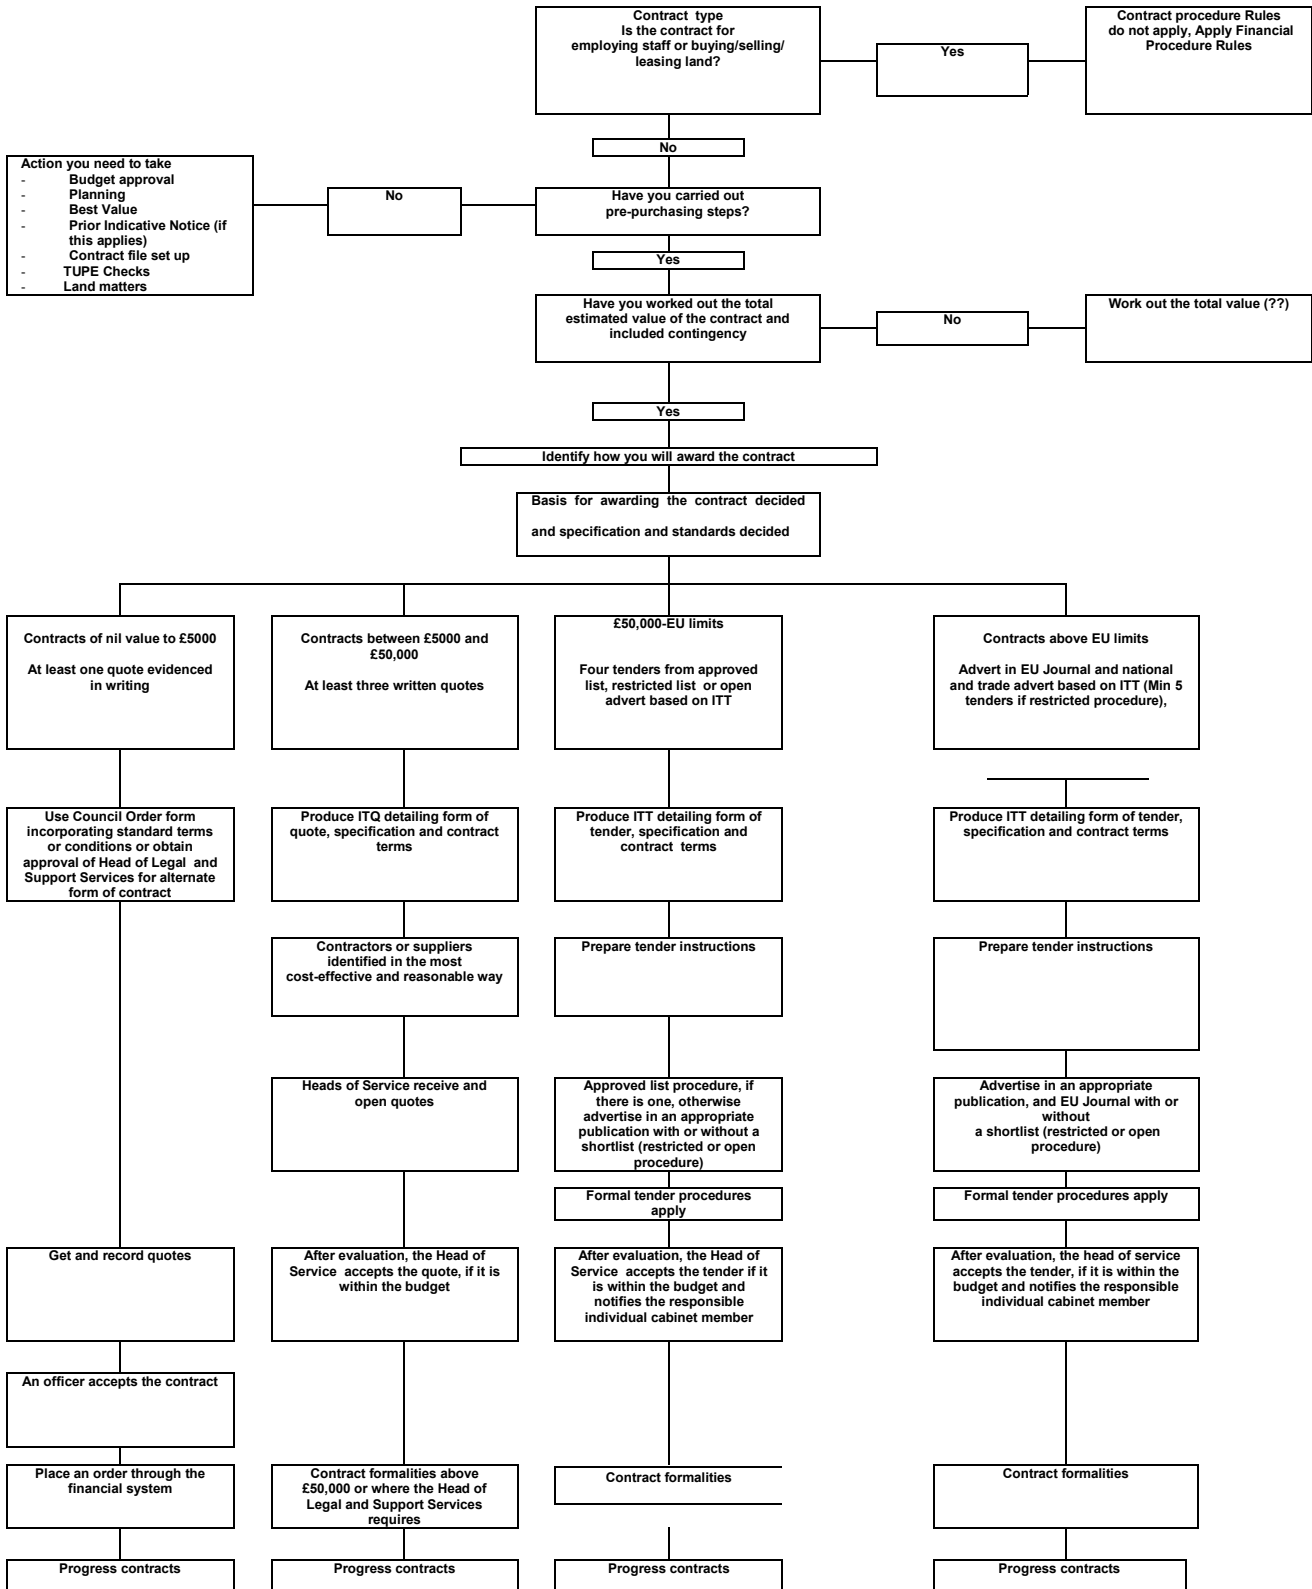 Contract type
Is the contract for
employing staff or buying/selling/
leasing land?
Yes
Contract procedure Rules
do not apply, Apply Financial
Procedure Rules
No
Action you need to take
- Budget approval
- Planning
- Best Value
- Prior Indicative Notice (if
this applies)
- Contract file set up
- TUPE Checks
- Land matters
No
Have you carried out
pre-purchasing steps?
Yes
Have you worked out the total
estimated value of the contract and
included contingency
No
Work out the total value (??)
Yes
Identify how you will award the contract
Basis for awarding the contract decided
and specification and standards decided
Contracts of nil value to £5000
At least one quote evidenced
in writing
Contracts between £5000 and
£50,000
At least three written quotes
£50,000-EU limits
Four tenders from approved
list, restricted list or open
advert based on ITT
Contracts above EU limits
Advert in EU Journal and national
and trade advert based on ITT (Min 5
tenders if restricted procedure),
Use Council Order form
incorporating standard terms
or conditions or obtain
approval of Head of Legal and
Support Services for alternate
form of contract
Produce ITQ detailing form of
quote, specification and contract
terms
Produce ITT detailing form of
tender, specification and
contract terms
Produce ITT detailing form of tender,
specification and contract terms
Contractors or suppliers
identified in the most
cost-effective and reasonable way
Prepare tender instructions
Prepare tender instructions
Heads of Service receive and
open quotes
Approved list procedure, if
there is one, otherwise
advertise in an appropriate
publication with or without a
shortlist (restricted or open
procedure)
Advertise in an appropriate
publication, and EU Journal with or
without
a shortlist (restricted or open
procedure)
Formal tender procedures
apply
Formal tender procedures apply
Get and record quotes
After evaluation, the Head of
Service accepts the quote, if it is
within the budget
After evaluation, the Head of
Service accepts the tender if it
is within the budget and
notifies the responsible
individual cabinet member
After evaluation, the head of service
accepts the tender, if it is within the
budget and notifies the responsible
individual cabinet member
An officer accepts the contract
Place an order through the
financial system
Contract formalities above
£50,000 or where the Head of
Legal and Support Services
requires
Contract formalities
Contract formalities
Progress contracts
Progress contracts
Progress contracts
Progress contracts